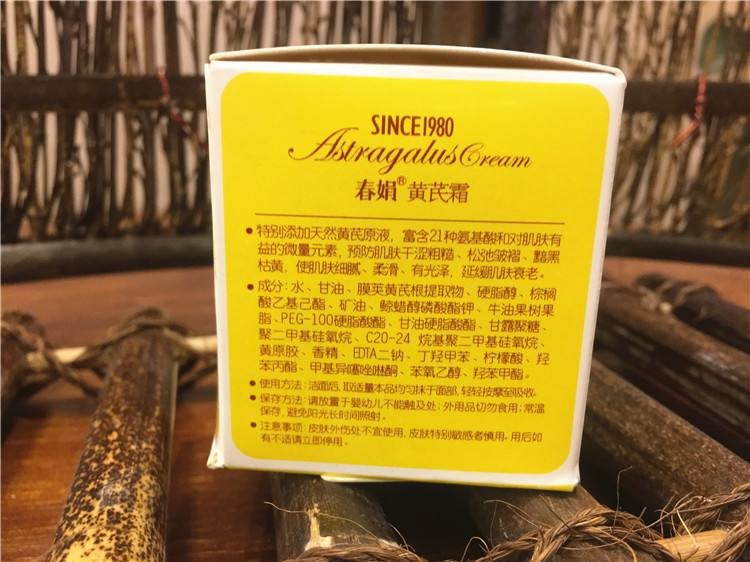 SINCE1980
Astragalus Cream
春娟®黄芪霜
●特别添加天然黄芪原液，富含21种氨基酸和对肌肤有
益的微量元素，预防肌肤干涩粗糙、松弛皱褶、黯黑
枯黄，使肌肤细腻、柔滑、有光泽，延缓肌肤衰老。
●成分：水、甘油、膜荚黄芪根提取物、硬脂醇、棕榈
酸乙基己酯、矿油、鲸蜡醇磷酸酯钾、牛油果树果
脂、PEG-100硬脂酸酯、甘油硬脂酸酯、甘露聚糖、
聚二甲基硅氧烷、C20-24 烷基聚二甲基硅氧烷、
黄原胶、香精、EDTA二钠、丁羟甲苯、柠檬酸、羟
苯丙酯、甲基异噻唑啉酮、苯氧乙醇、羟苯甲酯。
●使用方法：洁面后，取适量本品均匀抹于面部，轻轻按摩至吸收。
●保存方法：请放置于婴幼儿不能触及处；外用品切勿食用；常温
保存，避免阳光长时间照射。
●注意事项：皮肤外伤处不宜使用，皮肤特别敏感者慎用。用后如
有不适请立即停用。